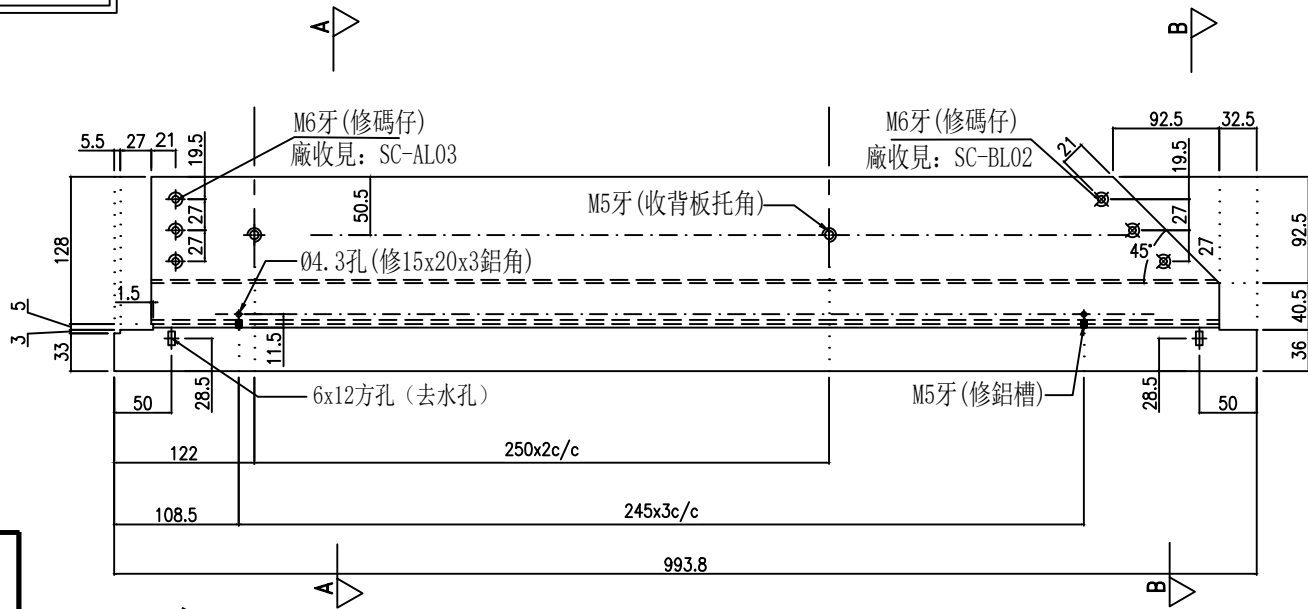 A
B
M6牙(修碼仔)
廠收見: SC-AL03
M6牙(修碼仔)
廠收見: SC-BL02
92.5
32.5
5.5
27
21
19.5
21
19.5
50.5
M5牙(收背板托角)
27
27
27
27
45°
128
92.5
Ø4.3孔(修15x20x3鋁角)
1.5
5
3
33
11.5
40.5
36
50
28.5
6x12方孔（去水孔）
M5牙(修鋁槽)
28.5
50
122
250x2c/c
108.5
245x3c/c
993.8
A
B